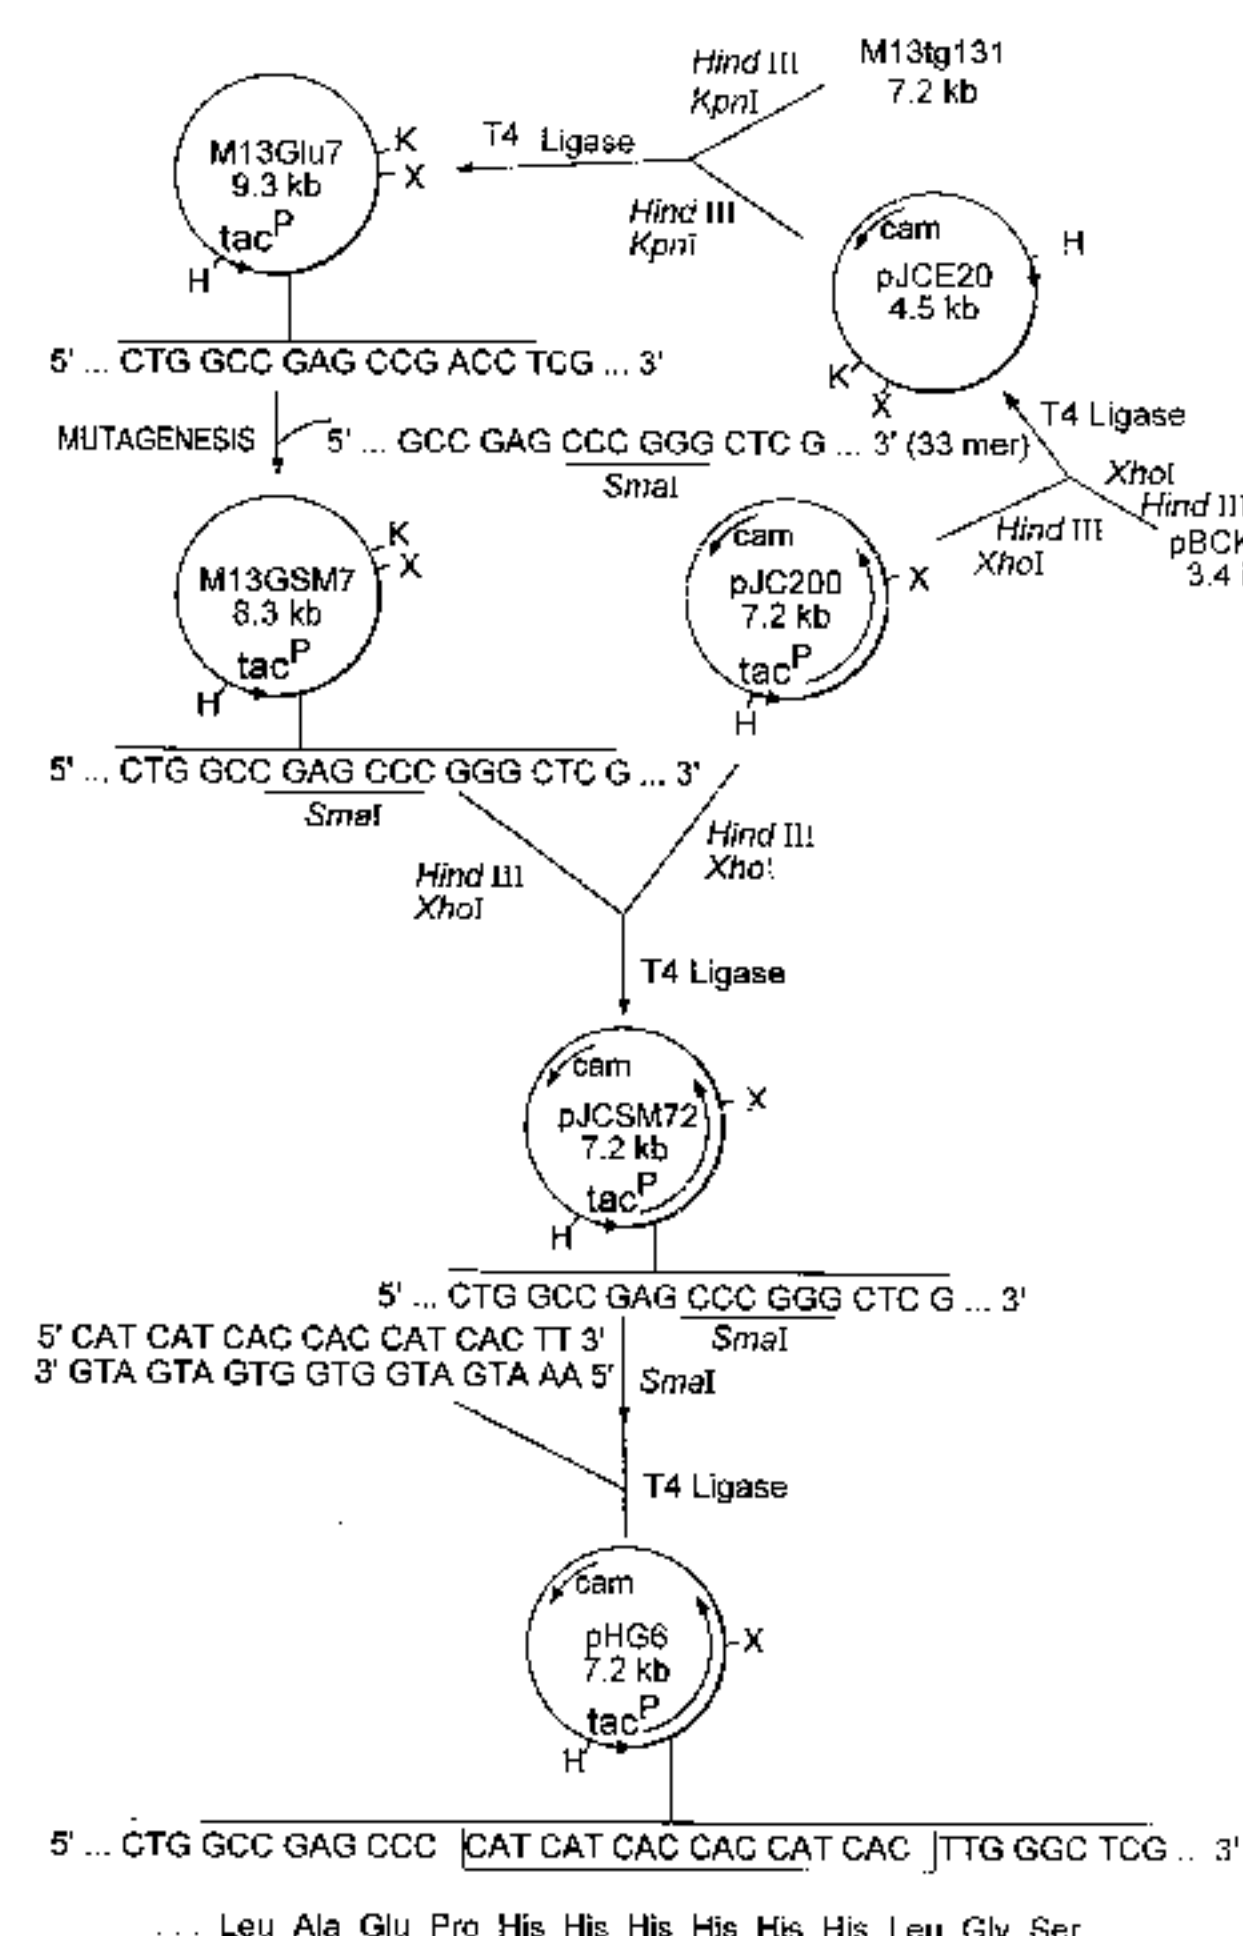 Hind III
KpnI
M13tg131
7.2 kb
T4 Ligase
M13Glu7
9.3 kb
tacP
K
X
H
Hind III
KpnI
cam
pJCE20
4.5 kb
H
K
X
5' ... CTG GCC GAG CCG ACC TCG ... 3'
T4 Ligase
MUTAGENESIS
5' ... GCC GAG CCC GGG CTC G ... 3' (33 mer)
SmaI
XhoI
Hind III
pBCK
3.4
Hind III
XhoI
cam
pJC200
7.2 kb
tacP
X
H
K
X
M13GSM7
8.3 kb
tacP
H
5' ... CTG GCC GAG CCC GGG CTC G ... 3'
SmaI
Hind III
XhoI
Hind III
XhoI
T4 Ligase
cam
pJCSM72
7.2 kb
tacP
X
H
5' ... CTG GCC GAG CCC GGG CTC G ... 3'
SmaI
5' CAT CAT CAC CAC CAT CAC TT 3'
3' GTA GTA GTG GTG GTA GTA AA 5'
SmaI
T4 Ligase
cam
pHG6
7.2 kb
tacP
X
H
5' ... CTG GCC GAG CCC CAT CAT CAC CAC CAT CAC TTG GGC TCG .. 3'
... Leu Ala Glu Pro His His His His His His Leu Gly Ser